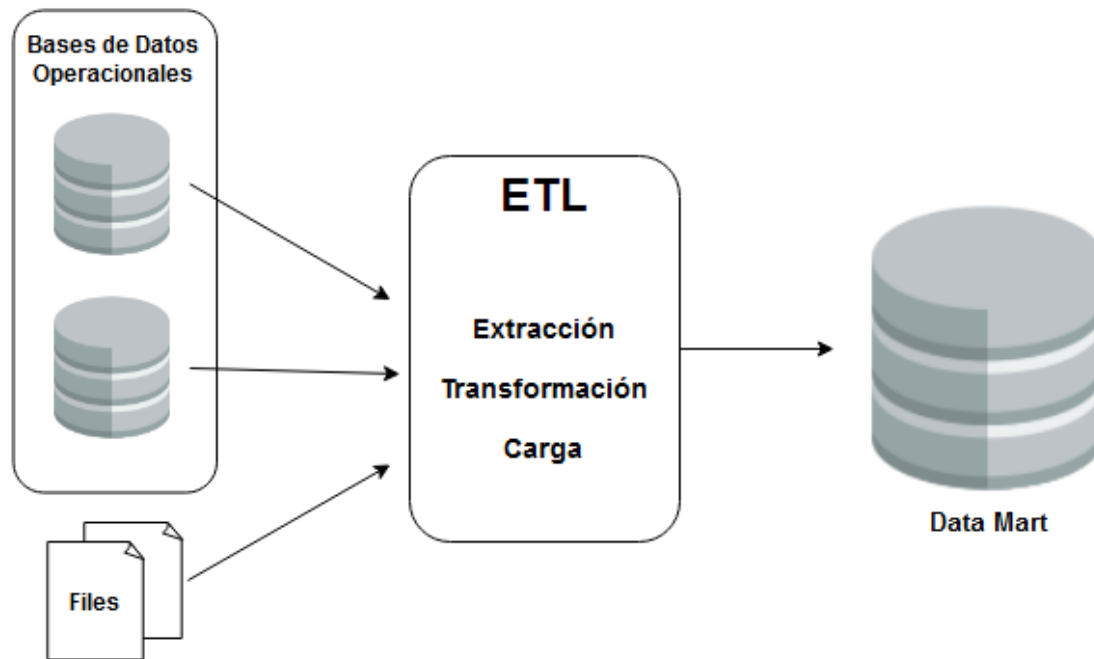 Bases de Datos
Operacionales
ETL
Extracción
Transformación
Carga
Data Mart
Files